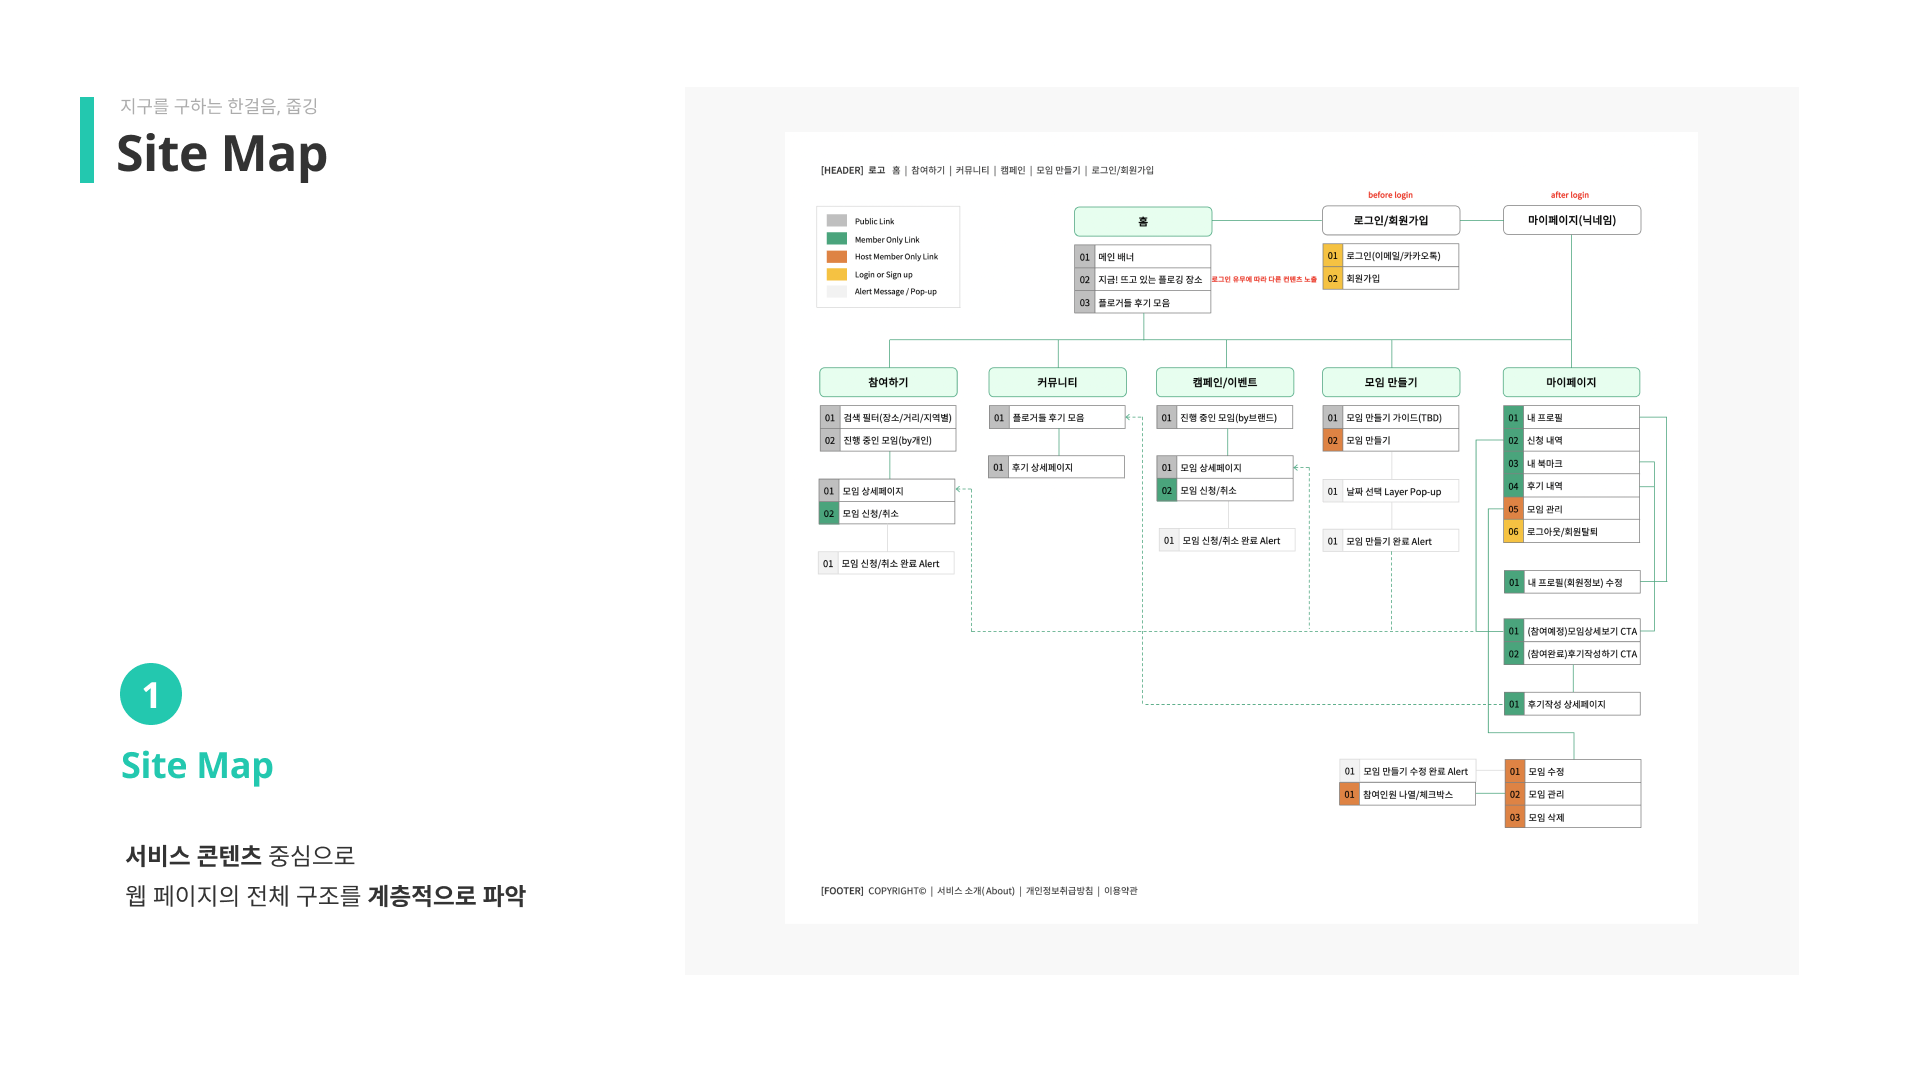 지구를 구하는 한걸음, 줍깅
Site Map
1
Site Map
서비스 콘텐츠 중심으로
웹 페이지의 전체 구조를 계층적으로 파악
[HEADER] 로고 홈 | 참여하기 | 커뮤니티 | 캠페인 | 모임 만들기 | 로그인/회원가입
Public Link
Member Only Link
Host Member Only Link
Login or Sign up
Alert Message / Pop-up
홈
01 메인 배너
02 지금! 뜨고 있는 플로깅 장소
03 플로거들 후기 모음
로그인 유무에 따라 다른 컨텐츠 노출
before login
로그인/회원가입
01 로그인(이메일/카카오톡)
02 회원가입
after login
마이페이지(닉네임)
참여하기
01 검색 필터(장소/거리/지역별)
02 진행 중인 모임(by개인)
01 모임 상세페이지
02 모임 신청/취소
01 모임 신청/취소 완료 Alert
커뮤니티
01 플로거들 후기 모음
01 후기 상세페이지
캠페인/이벤트
01 진행 중인 모임(by브랜드)
01 모임 상세페이지
02 모임 신청/취소
01 모임 신청/취소 완료 Alert
모임 만들기
01 모임 만들기 가이드(TBD)
02 모임 만들기
01 날짜 선택 Layer Pop-up
01 모임 만들기 완료 Alert
마이페이지
01 내 프로필
02 신청 내역
03 내 북마크
04 후기 내역
05 모임 관리
06 로그아웃/회원탈퇴
01 내 프로필(회원정보) 수정
01 (참여예정)모임상세보기 CTA
02 (참여완료)후기작성하기 CTA
01 후기작성 상세페이지
01 모임 만들기 수정 완료 Alert
01 참여인원 나열/체크박스
01 모임 수정
02 모임 관리
03 모임 삭제
[FOOTER] COPYRIGHT© | 서비스 소개(About) | 개인정보취급방침 | 이용약관